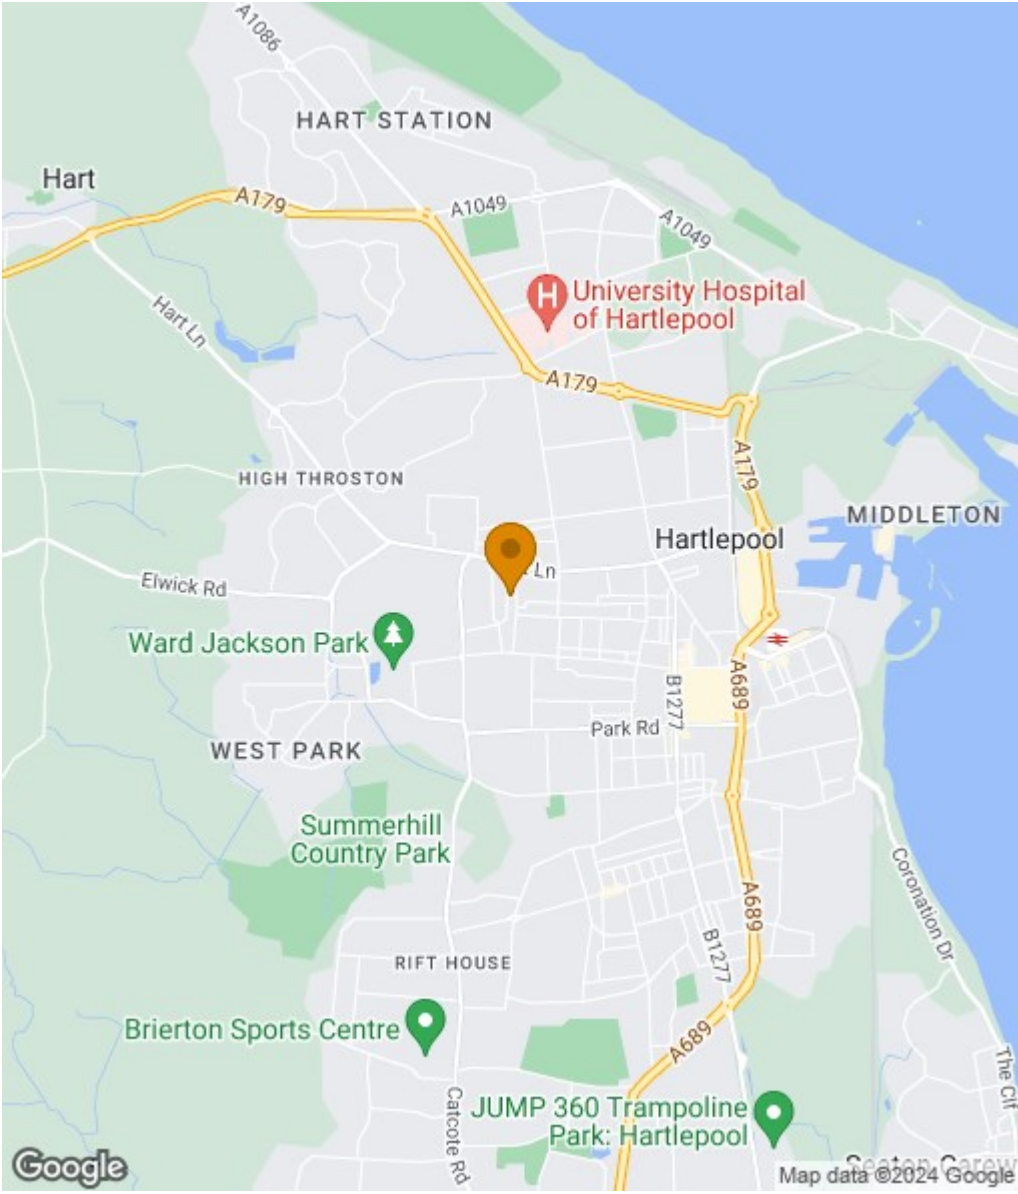 A1086
HART STATION
Hart
A179
A1049
A1049
University Hospital
of Hartlepool
Hart Ln
A179
A179
HIGH THROSTON
MIDDLETON
Hartlepool
Ln
Elwick Rd
Ward Jackson Park
A689
B1277
Park Rd
WEST PARK
Summerhill
Country Park
Coronation Dr
A689
B1277
RIFT HOUSE
Brierton Sports Centre
A689
The Clf
Catcote Rd
JUMP 360 Trampoline
Park: Hartlepool
Seaton Carew
Google
Map data ©2024 Google